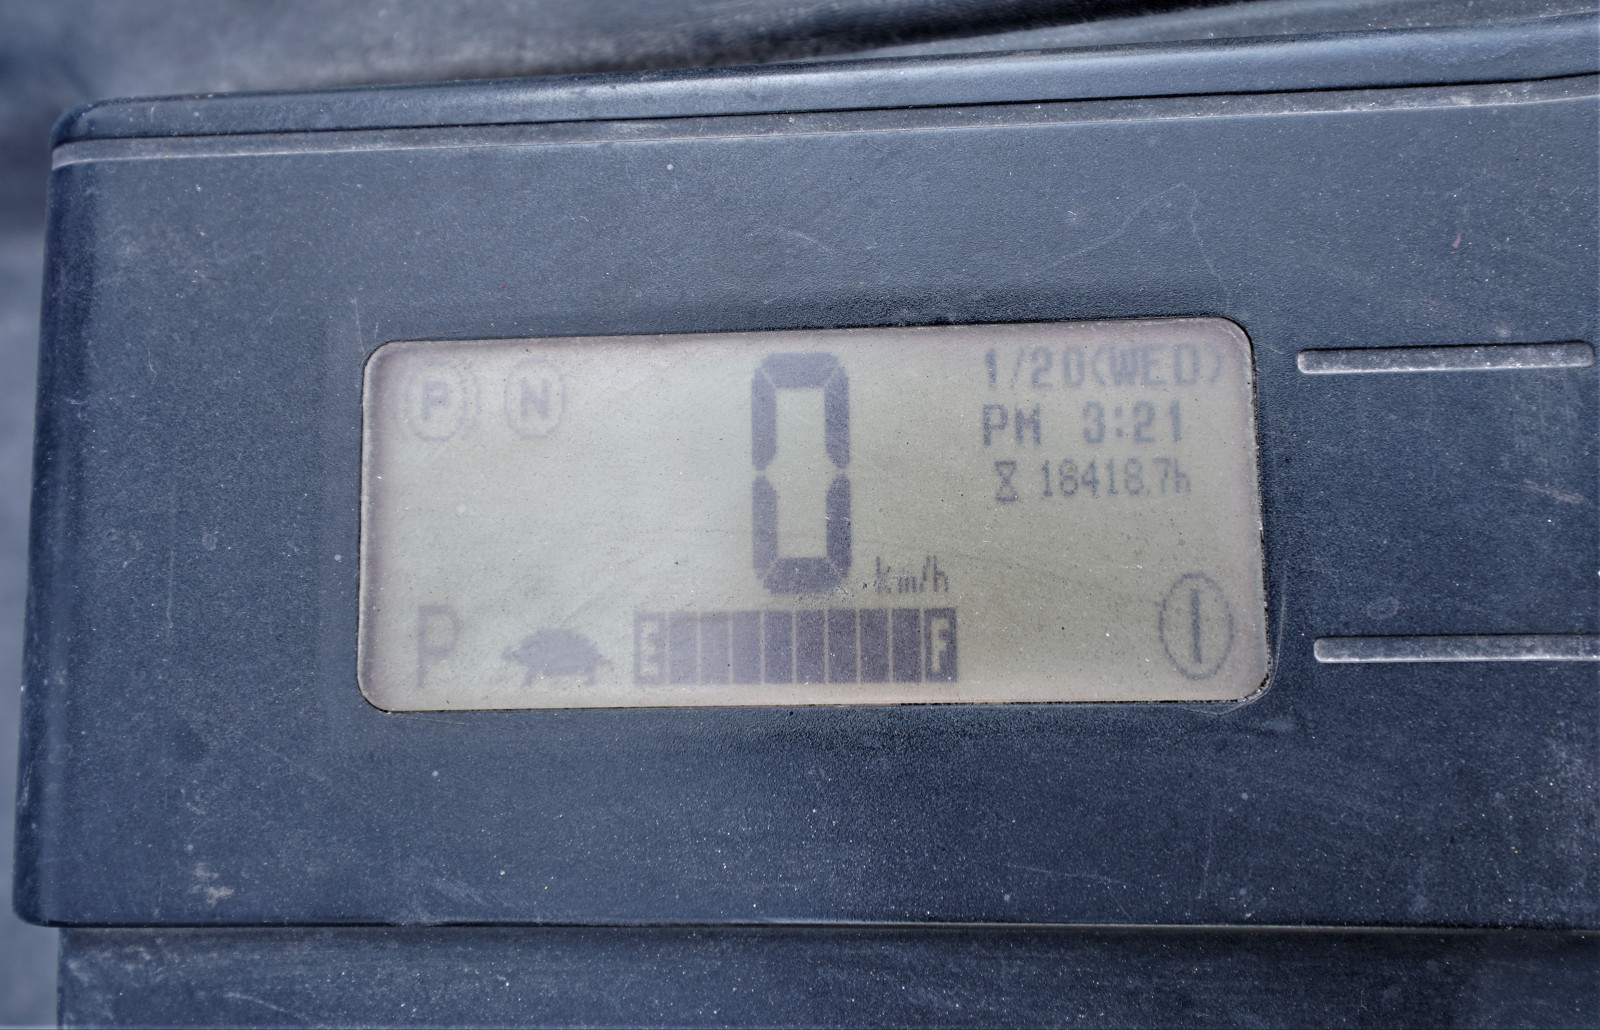 P N
0 km/h
1/20(WED)
PM 3:21
18418.7h
P
E F